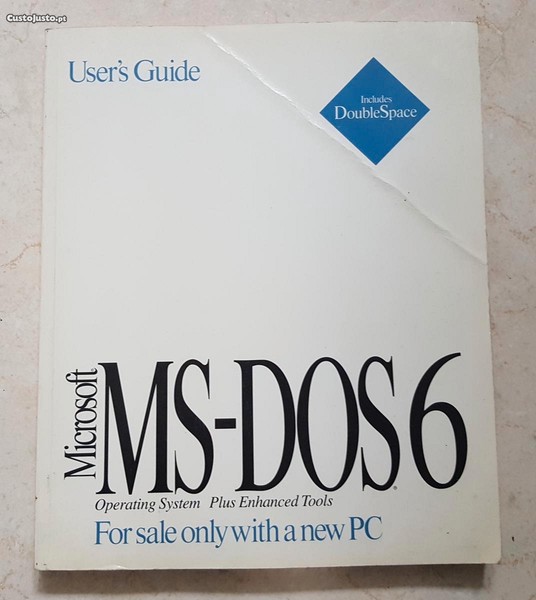 CustoJusto.pt
User's Guide
Includes
DoubleSpace
Microsoft
MS-DOS 6
Operating System Plus Enhanced Tools
For sale only with a new PC